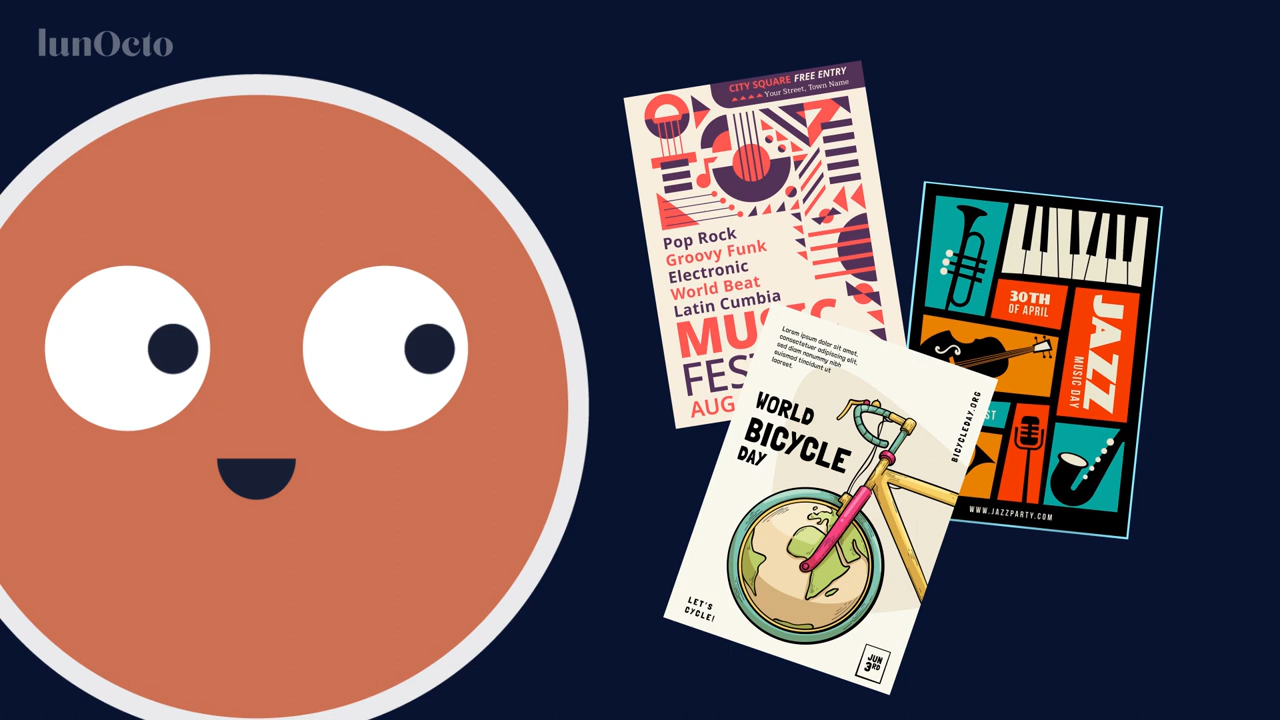 lunOcto
CITY SQUARE FREE ENTRY
Your Street, Town Name
Pop Rock
Groovy Funk
Electronic
World Beat
Latin Cumbia
FES
AUG
Lorem ipsum dolor sit amet,
consectetuer adipiscing elit,
sed diam nonummy nibh
euismod tincidunt ut
laoreet.
WORLD
BICYCLE
DAY
BICYCLEDAY.ORG
LET'S
CYCLE!
JUN
3RD
30TH
OF APRIL
JAZZ
MUSIC DAY
ST
WWW.JAZZPARTY.COM